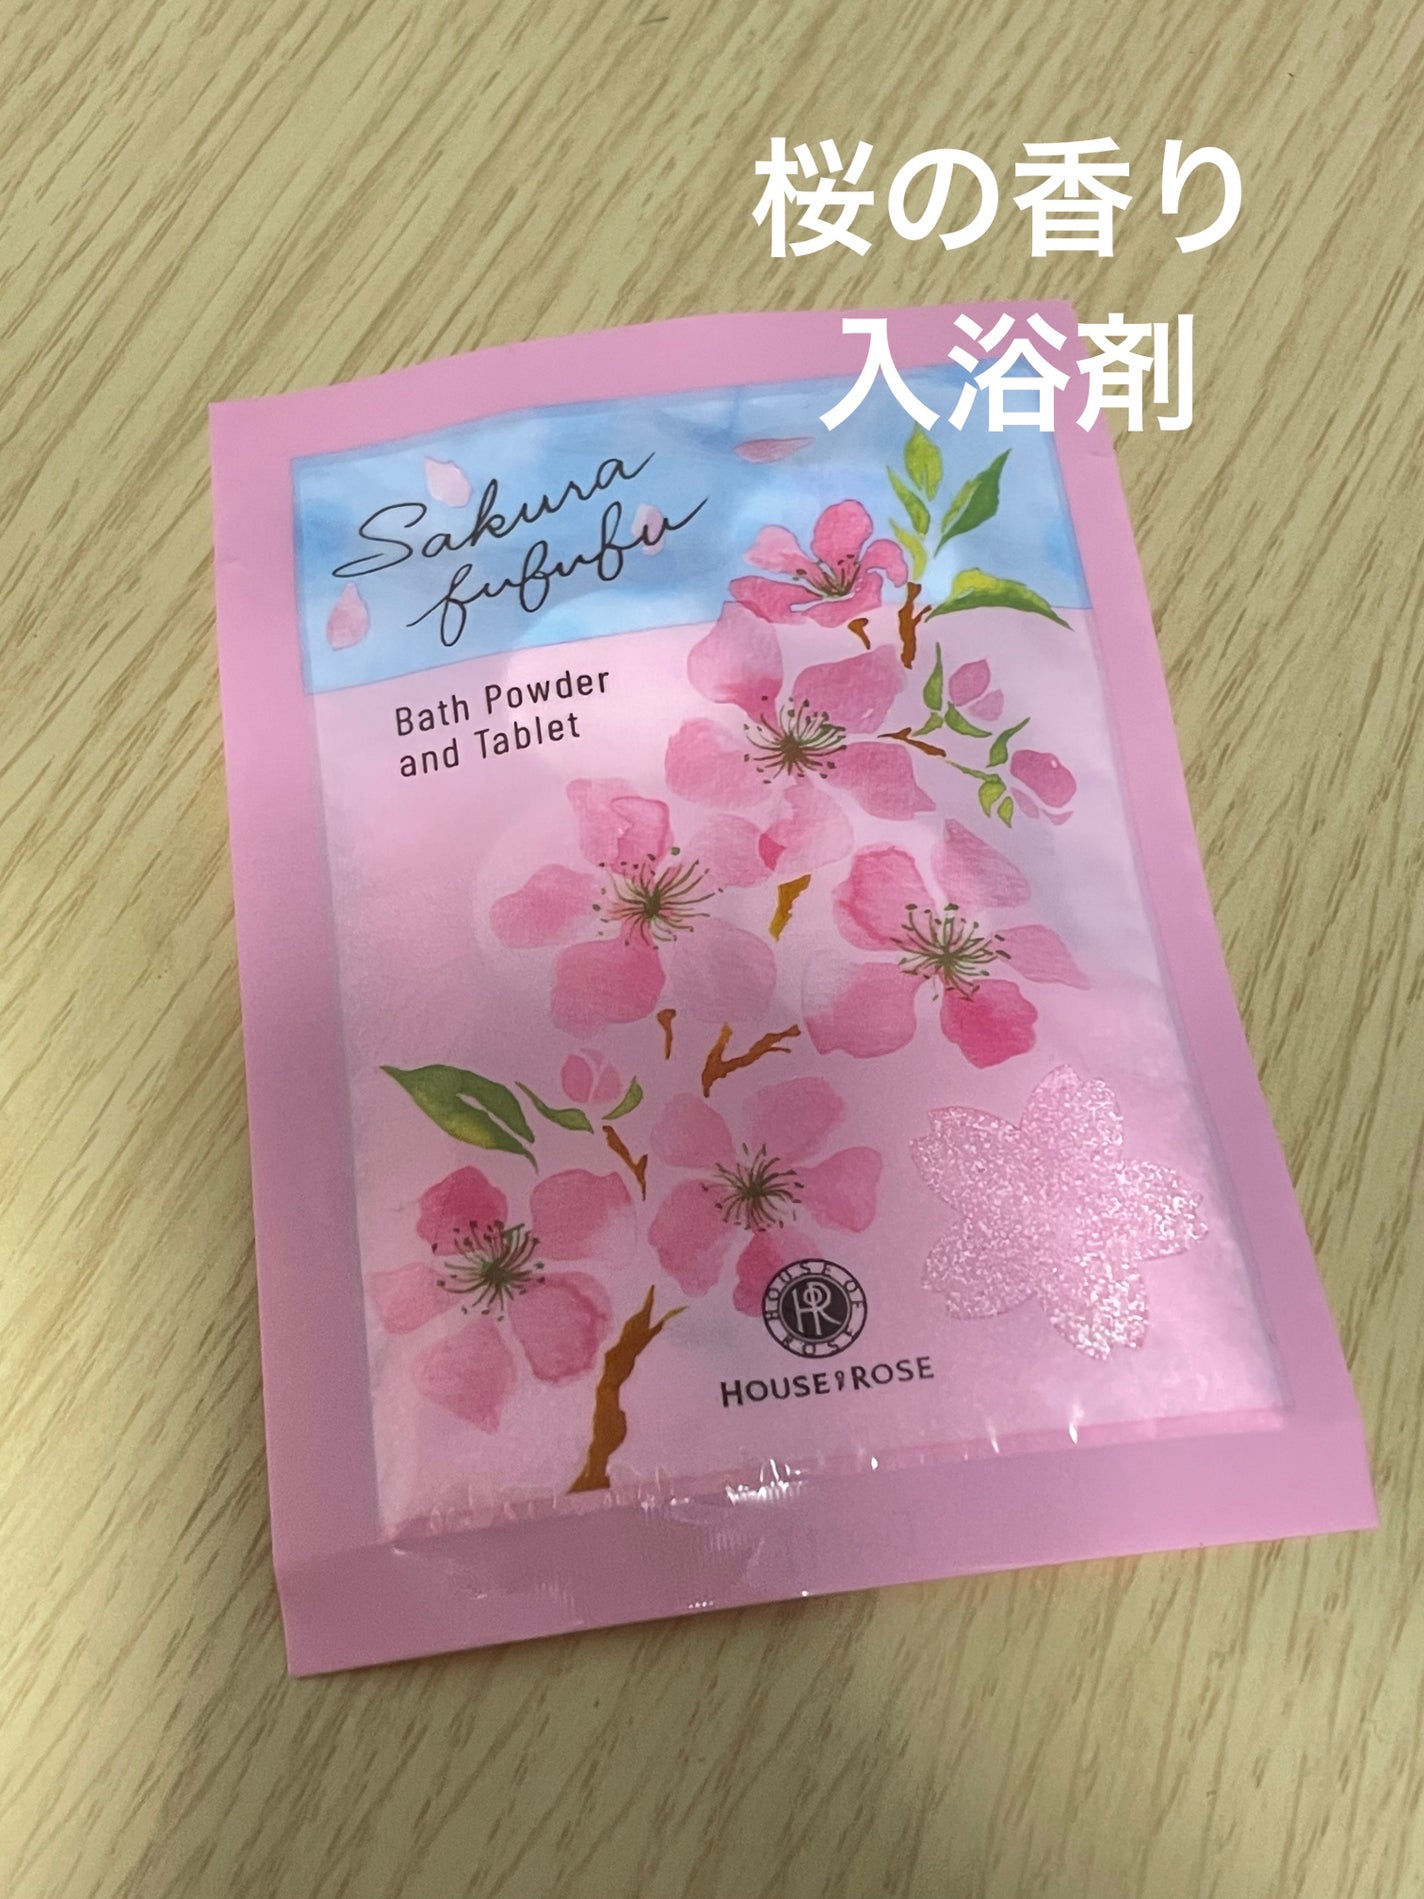 桜の香り
入浴剤
Sakura
fufufu
Bath Powder
and Tablet
HOUSE OF
HR
ROSE
HOUSE OF ROSE